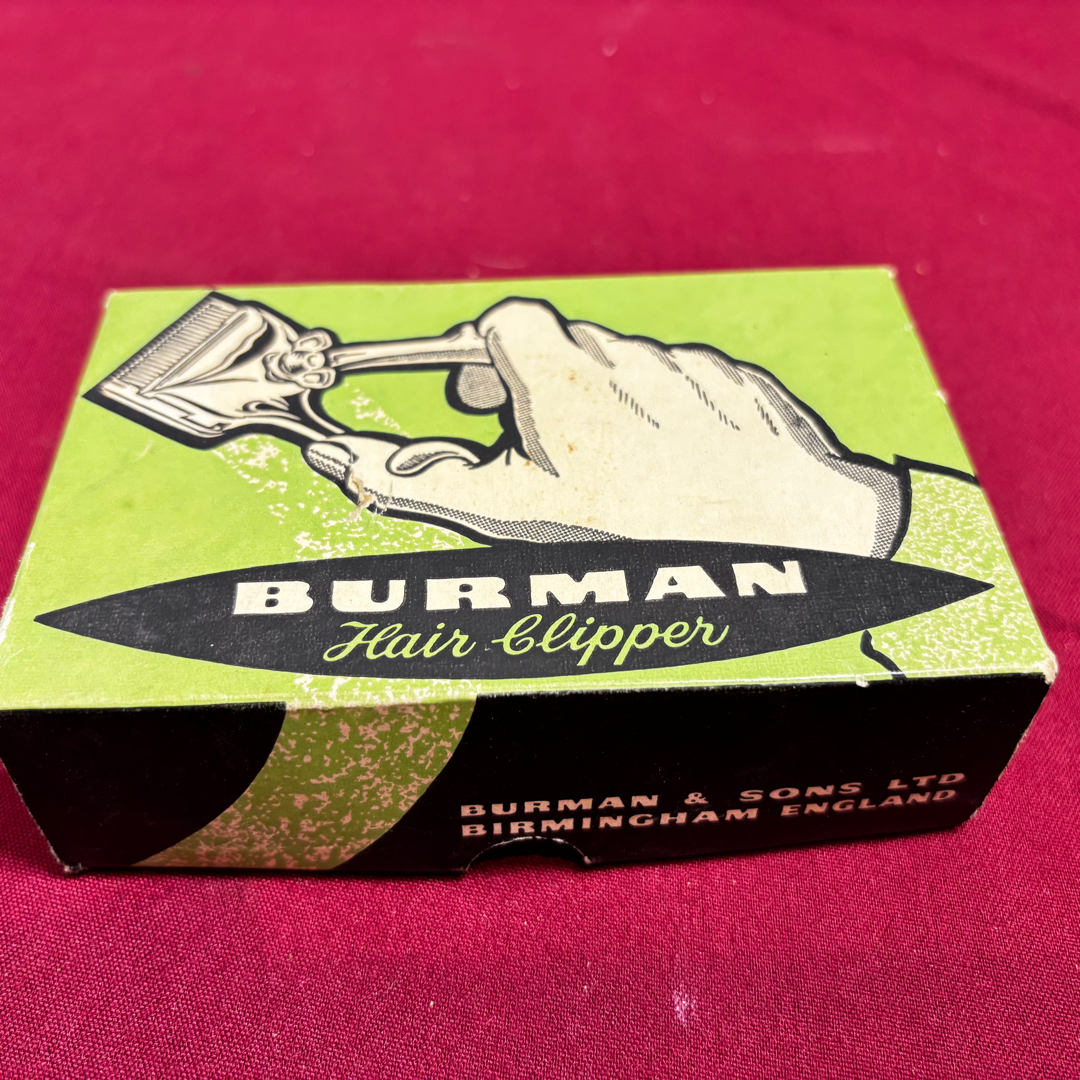 BURMAN
Hair Clipper
BURMAN & SONS LTD
BIRMINGHAM ENGLAND